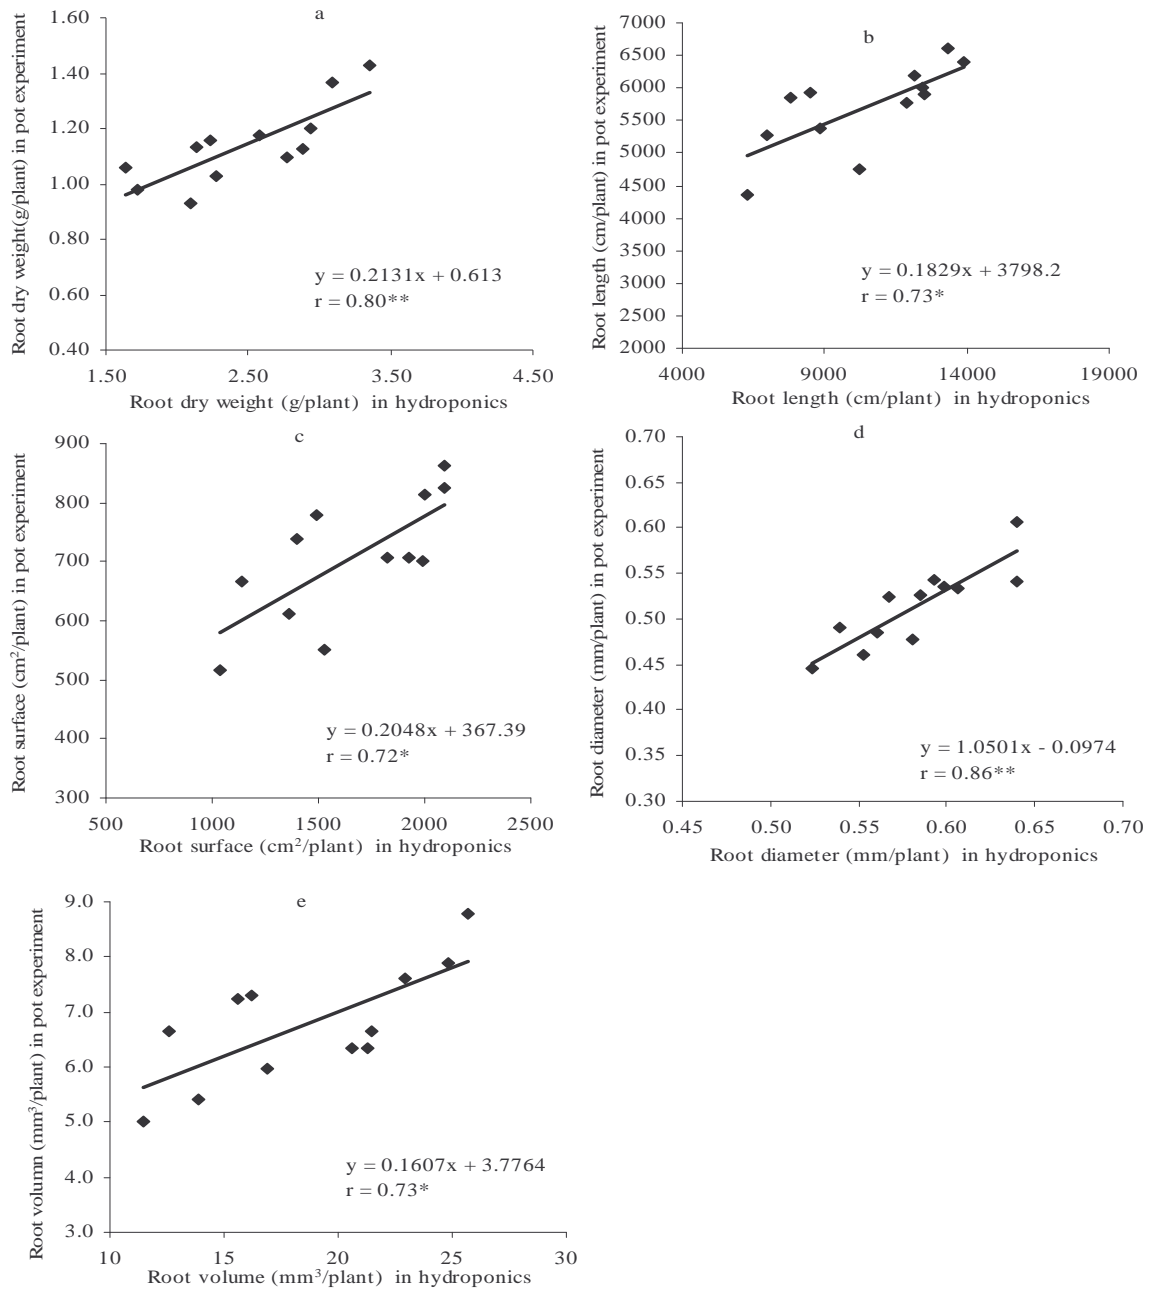 a
Root dry weight(g/plant) in pot experiment
1.60
1.40
1.20
1.00
0.80
0.60
0.40
y = 0.2131x + 0.613
r = 0.80**
1.50 2.50 3.50 4.50
Root dry weight (g/plant) in hydroponics
b
Root length (cm/plant) in pot experiment
7000
6500
6000
5500
5000
4500
4000
3500
3000
2500
2000
y = 0.1829x + 3798.2
r = 0.73*
4000 9000 14000 19000
Root length (cm/plant) in hydroponics
c
Root surface (cm²/plant) in pot experiment
900
800
700
600
500
400
300
y = 0.2048x + 367.39
r = 0.72*
500 1000 1500 2000 2500
Root surface (cm²/plant) in hydroponics
d
Root diameter (mm/plant) in pot experiment
0.70
0.65
0.60
0.55
0.50
0.45
0.40
0.35
0.30
y = 1.0501x - 0.0974
r = 0.86**
0.45 0.50 0.55 0.60 0.65 0.70
Root diameter (mm/plant) in hydroponics
e
Root volumn (mm³/plant) in pot experiment
9.0
8.0
7.0
6.0
5.0
4.0
3.0
y = 0.1607x + 3.7764
r = 0.73*
10 15 20 25 30
Root volume (mm³/plant) in hydroponics